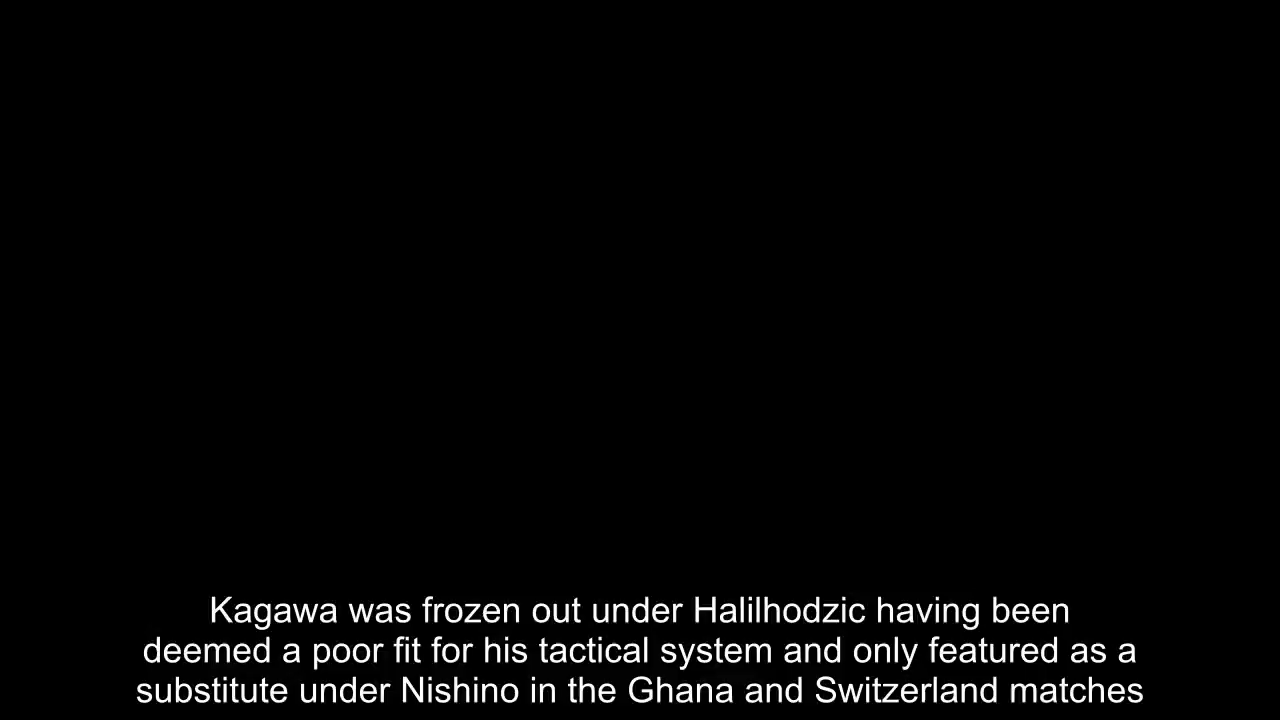 Kagawa was frozen out under Halilhodzic having been
deemed a poor fit for his tactical system and only featured as a
substitute under Nishino in the Ghana and Switzerland matches